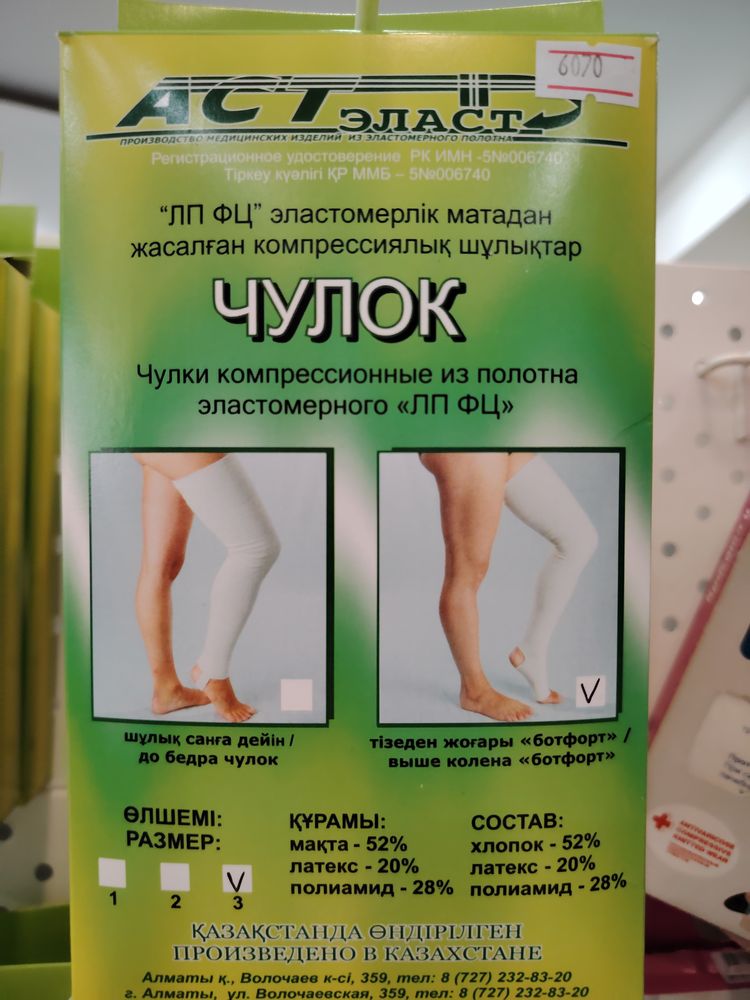 6070
АСТ ЭЛАСТ
ПРОИЗВОДСТВО МЕДИЦИНСКИХ ИЗДЕЛИЙ ИЗ ЭЛАСТОМЕРНОГО ПОЛОТНА
Регистрационное удостоверение РК ИМН -5№006740
Тіркеу куәлігі ҚР ММБ – 5№006740
“ЛП ФЦ” эластомерлік матадан
жасалған компрессиялық шұлықтар
ЧУЛОК
Чулки компрессионные из полотна
эластомерного «ЛП ФЦ»
шұлық санға дейін /
до бедра чулок
тізеден жоғары «ботфорт» /
выше колена «ботфорт»
ӨЛШЕМІ:
РАЗМЕР:
1 2 3
ҚҰРАМЫ:
мақта - 52%
латекс - 20%
полиамид - 28%
СОСТАВ:
хлопок - 52%
латекс - 20%
полиамид - 28%
ҚАЗАҚСТАНДА ӨНДІРІЛГЕН
ПРОИЗВЕДЕНО В КАЗАХСТАНЕ
Алматы қ., Волочаев к-сі, 359, тел: 8 (727) 232-83-20
г. Алматы, ул. Волочаевская, 359, тел: 8 (727) 232-83-20